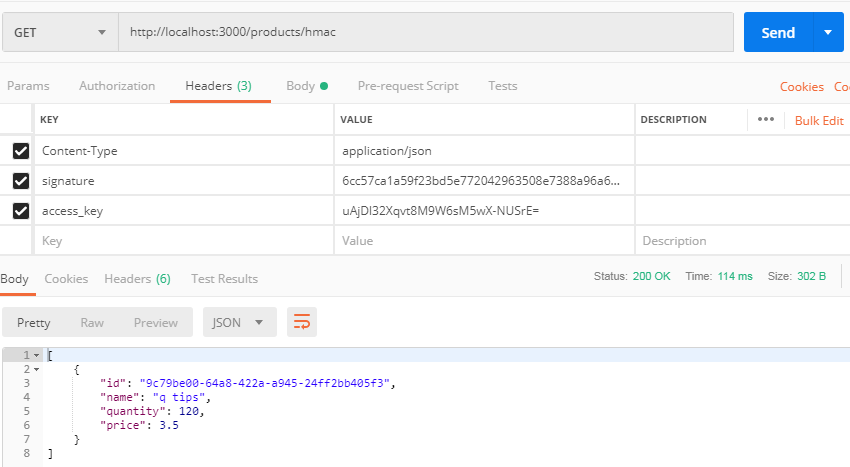 GET http://localhost:3000/products/hmac Send
Params Authorization Headers (3) Body Pre-request Script Tests Cookies Co
KEY VALUE DESCRIPTION ••• Bulk Edit
Content-Type application/json
signature 6cc57ca1a59f23bd5e772042963508e7388a96a6...
access_key uAjDI32Xqvt8M9W6sM5wX-NUSrE=
Key Value Description
Body Cookies Headers (6) Test Results Status: 200 OK Time: 114 ms Size: 302 B
Pretty Raw Preview JSON
1 [
2 {
3 "id": "9c79be00-64a8-422a-a945-24ff2bb405f3",
4 "name": "q tips",
5 "quantity": 120,
6 "price": 3.5
7 }
8 ]